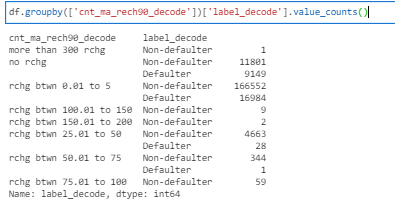 df.groupby(['cnt_ma_rech90_decode'])['label_decode'].value_counts()
cnt_ma_rech90_decode label_decode
more than 300 rchg Non-defaulter 1
no rchg Non-defaulter 11801
Defaulter 9149
rchg btwn 0.01 to 5 Non-defaulter 166552
Defaulter 16984
rchg btwn 100.01 to 150 Non-defaulter 9
rchg btwn 150.01 to 200 Non-defaulter 2
rchg btwn 25.01 to 50 Non-defaulter 4663
Defaulter 28
rchg btwn 50.01 to 75 Non-defaulter 344
Defaulter 1
rchg btwn 75.01 to 100 Non-defaulter 59
Name: label_decode, dtype: int64